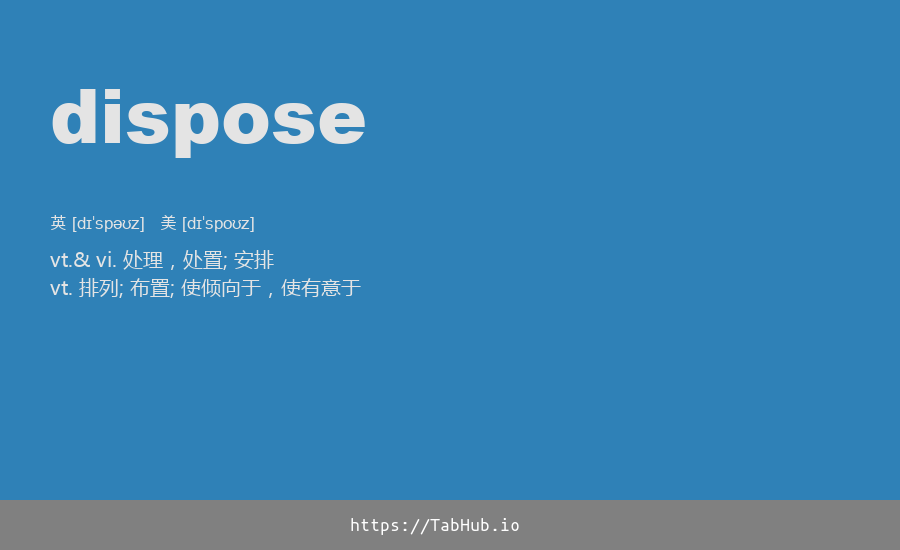 dispose
英 [dɪˈspəʊz] 美 [dɪˈspoʊz]
vt.& vi. 处理，处置; 安排
vt. 排列; 布置; 使倾向于，使有意于
https://TabHub.io